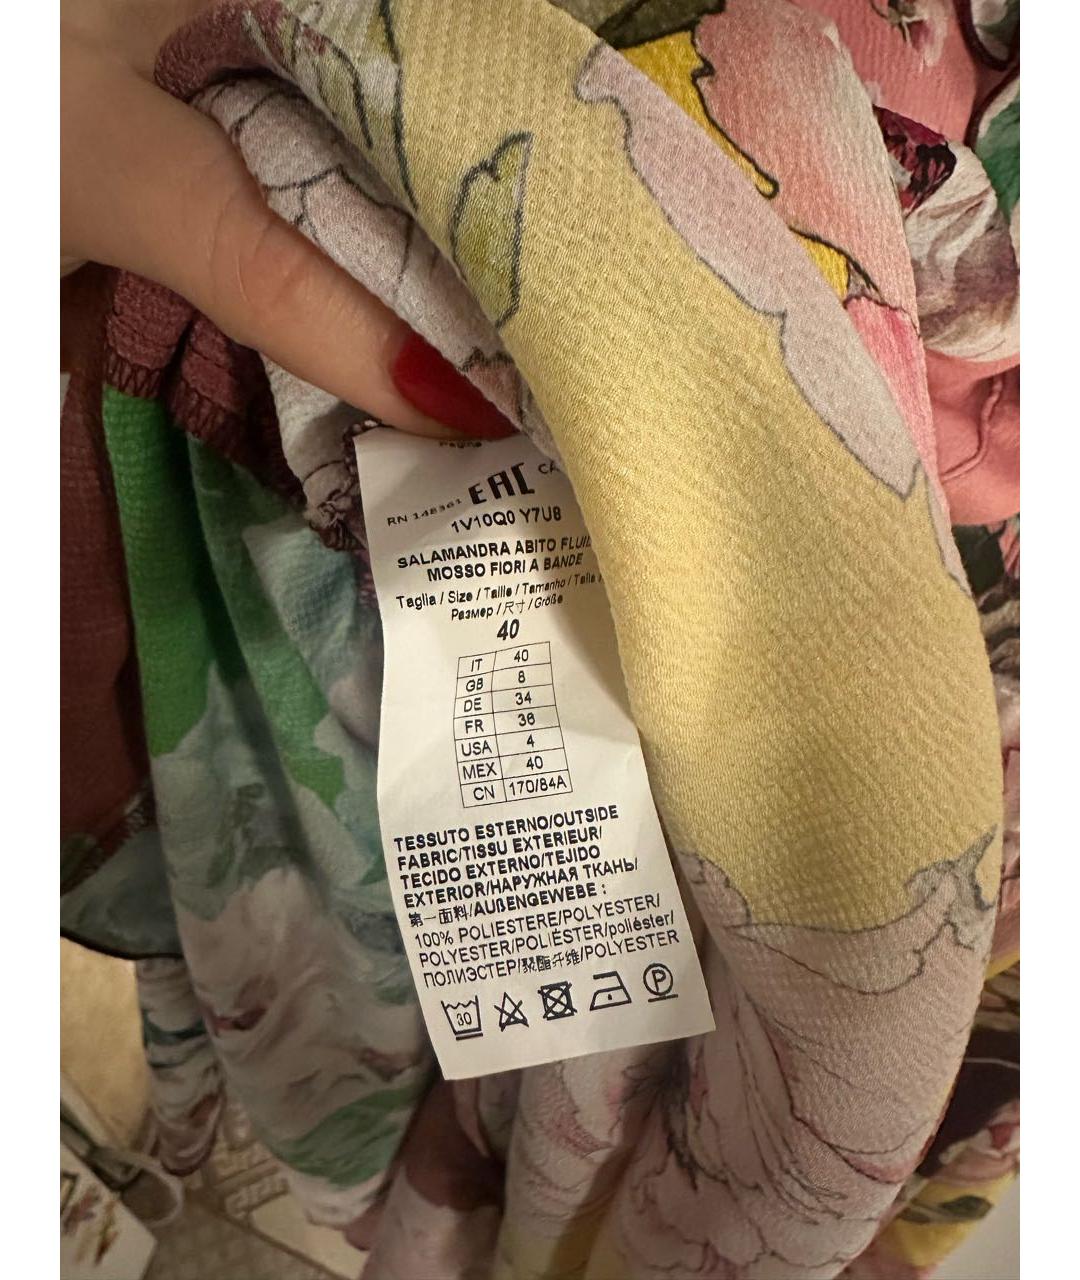 Pagina
RN 148361 EAC CA
1V10Q0 Y7U8
SALAMANDRA ABITO FLUID
MOSSO FIORI A BANDE
Taglia / Size / Taille / Tamanho / Talla /
Размер / 尺寸 / Größe
40
IT 40
GB 8
DE 34
FR 36
USA 4
MEX 40
CN 170/84A
TESSUTO ESTERNO/OUTSIDE
FABRIC/TISSU EXTERIEUR/
TECIDO EXTERNO/TEJIDO
EXTERIOR/НАРУЖНАЯ ТКАНЬ/
第一面料/AUßENGEWEBE :
100% POLIESTERE/POLYESTER/
POLYESTER/POLIÉSTER/poliéster/
ПОЛИЭСТЕР/聚酯纤维/POLYESTER
30 P